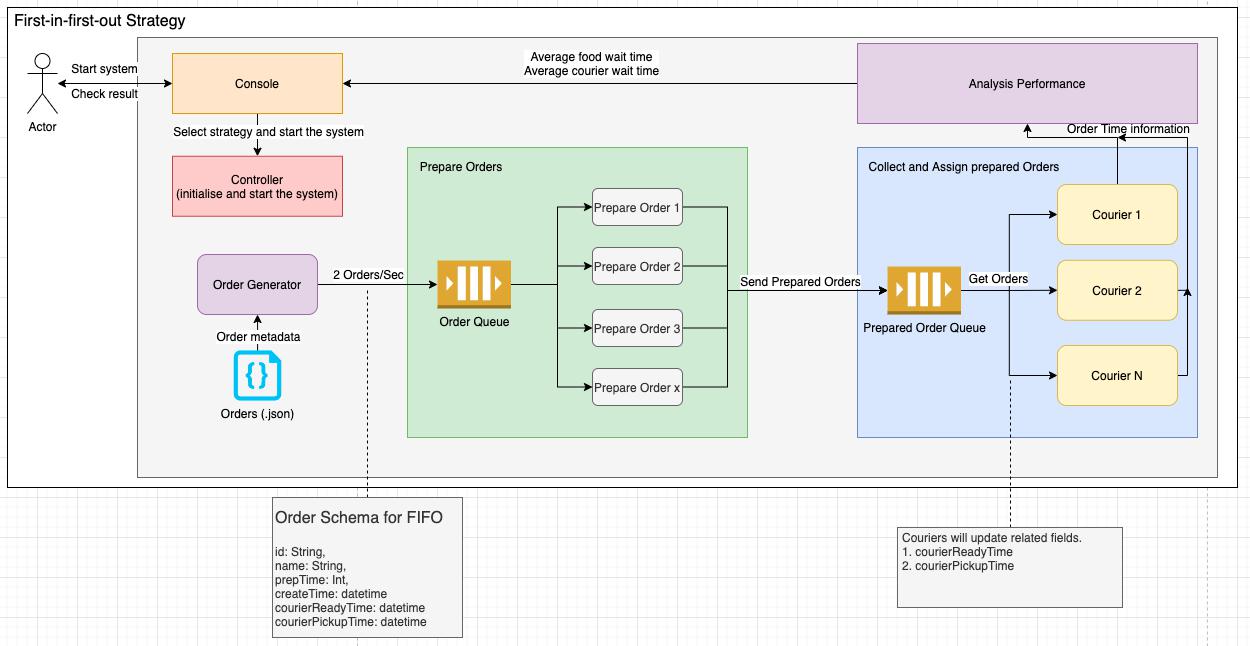 First-in-first-out Strategy
Start system
Check result
Actor
Console
Average food wait time
Average courier wait time
Analysis Performance
Select strategy and start the system
Order Time information
Controller
(initialise and start the system)
Prepare Orders
Collect and Assign prepared Orders
Prepare Order 1
Prepare Order 2
Prepare Order 3
Prepare Order x
Courier 1
Courier 2
Courier N
Order Generator
2 Orders/Sec
Order Queue
Send Prepared Orders
Get Orders
Prepared Order Queue
Order metadata
{}
Orders (.json)
Order Schema for FIFO
id: String,
name: String,
prepTime: Int,
createTime: datetime
courierReadyTime: datetime
courierPickupTime: datetime
Couriers will update related fields.
1. courierReadyTime
2. courierPickupTime